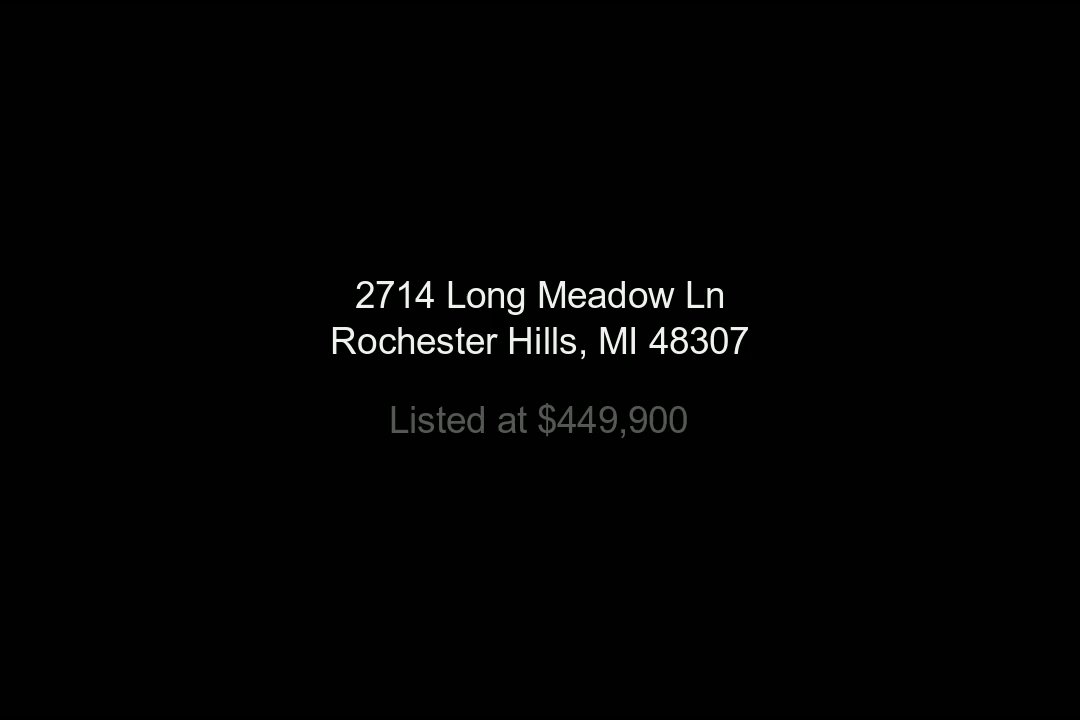 2714 Long Meadow Ln
Rochester Hills, MI 48307
Listed at $449,900